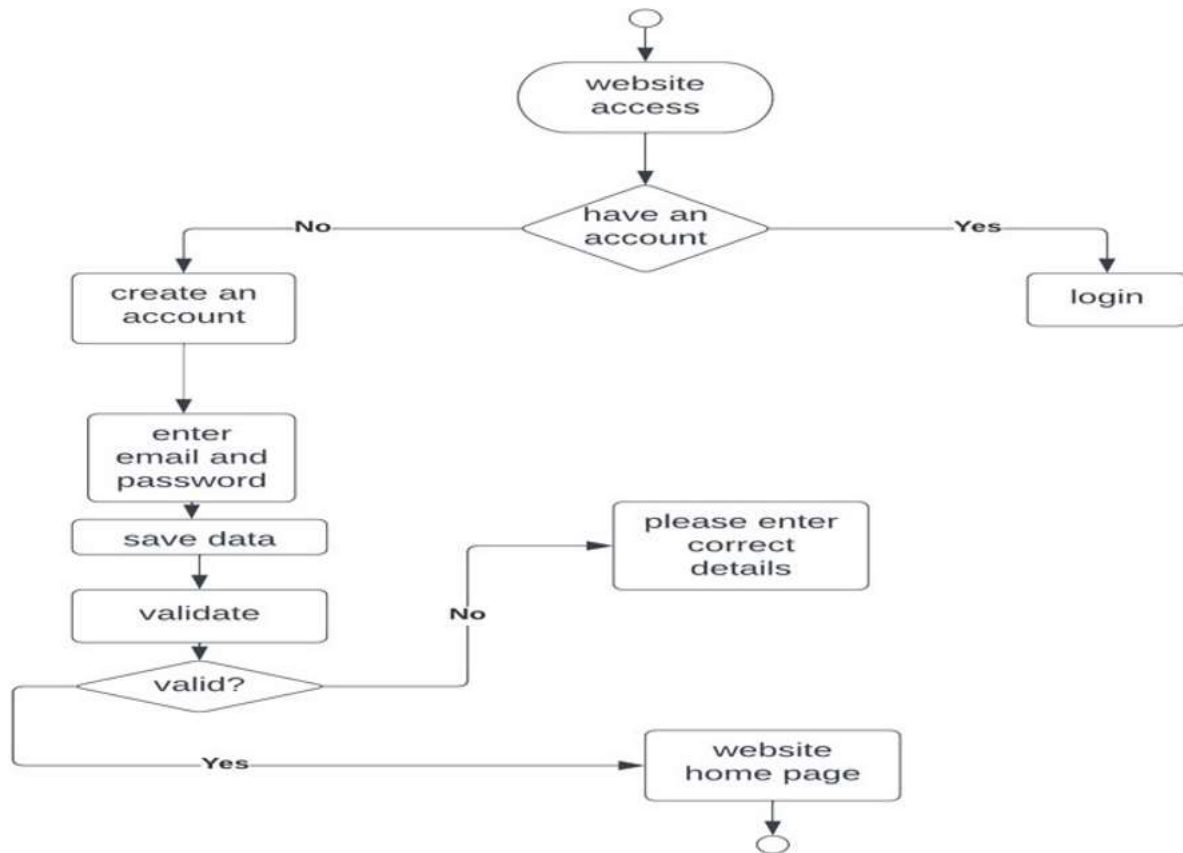 website
access
have an
account
No
Yes
create an
account
login
enter
email and
password
save data
please enter
correct
details
validate
No
valid?
Yes
website
home page